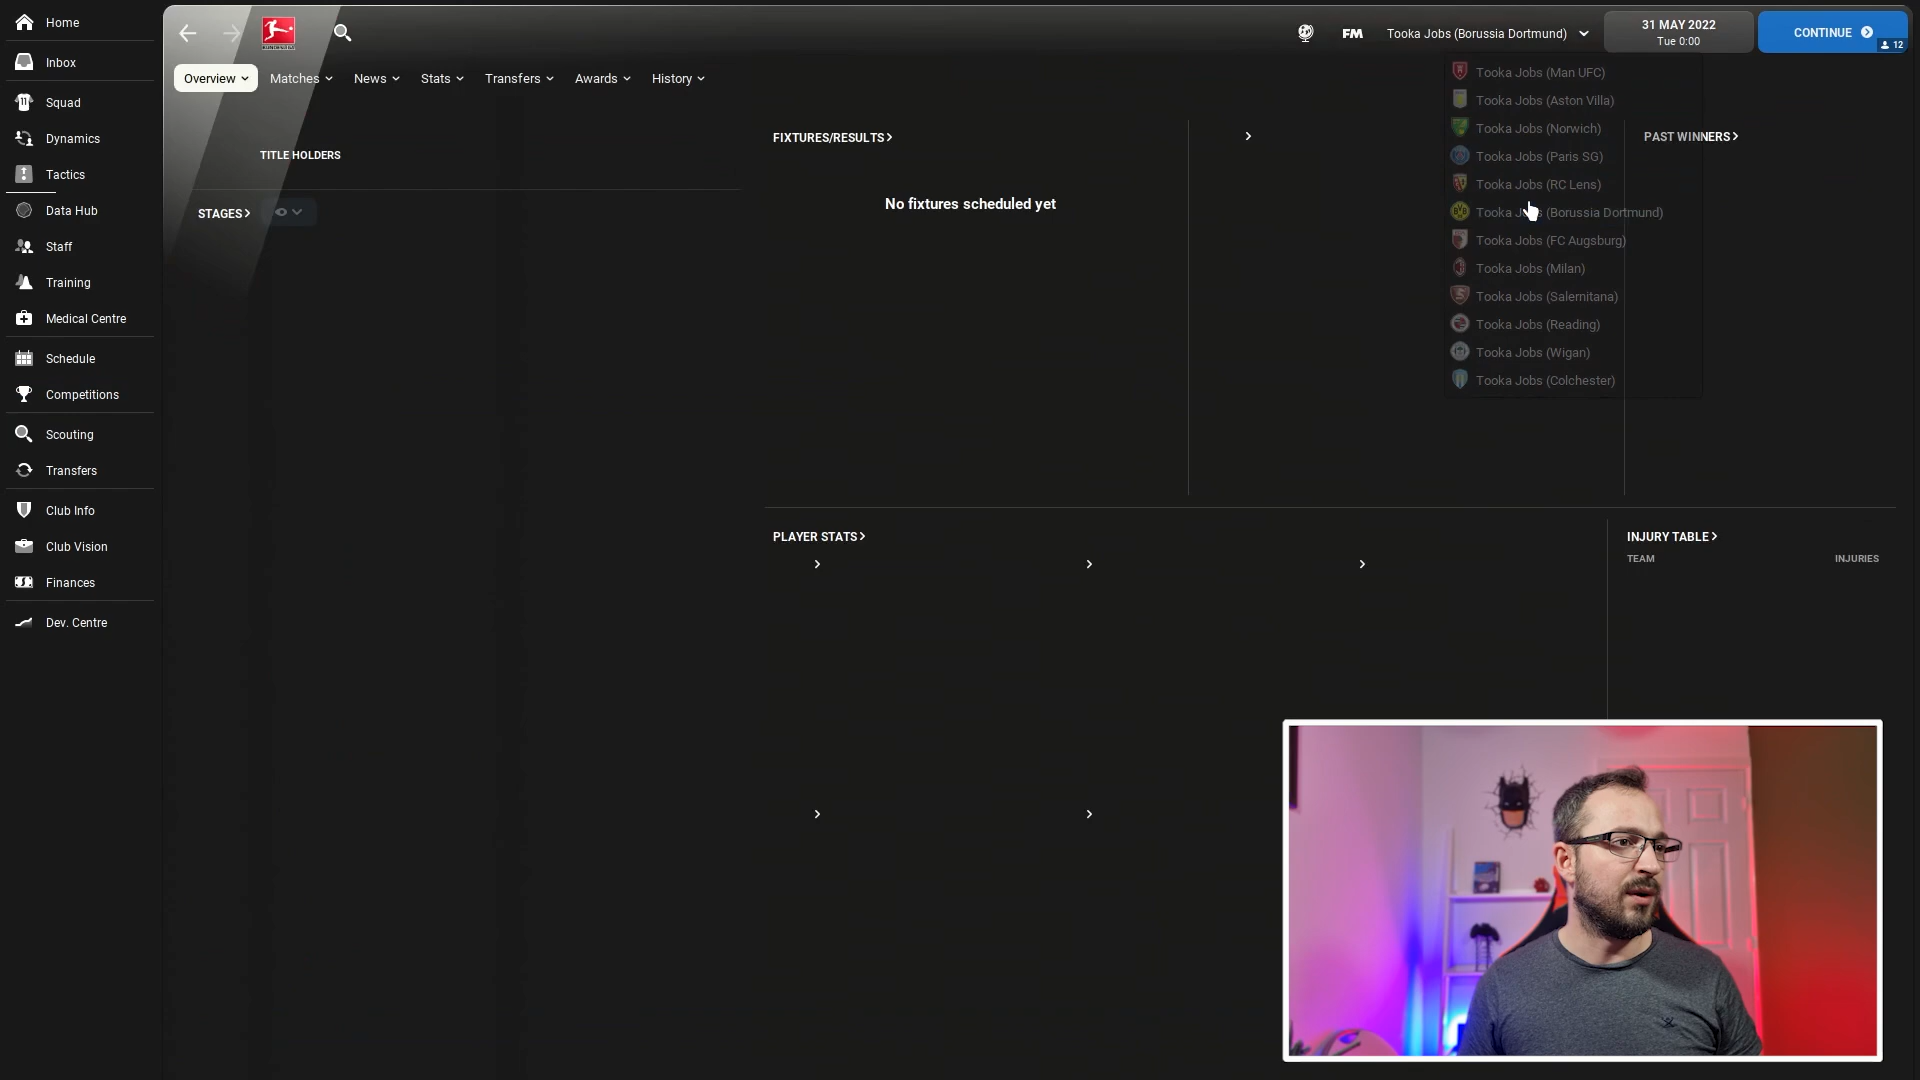 Home
Inbox
Squad
Dynamics
Tactics
Data Hub
Staff
Training
Medical Centre
Schedule
Competitions
Scouting
Transfers
Club Info
Club Vision
Finances
Dev. Centre
BUNDESLIGA
FM
Tooka Jobs (Borussia Dortmund)
31 MAY 2022
Tue 0:00
CONTINUE
12
Overview
Matches
News
Stats
Transfers
Awards
History
TITLE HOLDERS
STAGES
FIXTURES/RESULTS
No fixtures scheduled yet
PAST WINNERS
Tooka Jobs (Man UFC)
Tooka Jobs (Aston Villa)
Tooka Jobs (Norwich)
Tooka Jobs (Paris SG)
Tooka Jobs (RC Lens)
Tooka Jobs (Borussia Dortmund)
Tooka Jobs (FC Augsburg)
Tooka Jobs (Milan)
Tooka Jobs (Salernitana)
Tooka Jobs (Reading)
Tooka Jobs (Wigan)
Tooka Jobs (Colchester)
PLAYER STATS
INJURY TABLE
TEAM INJURIES